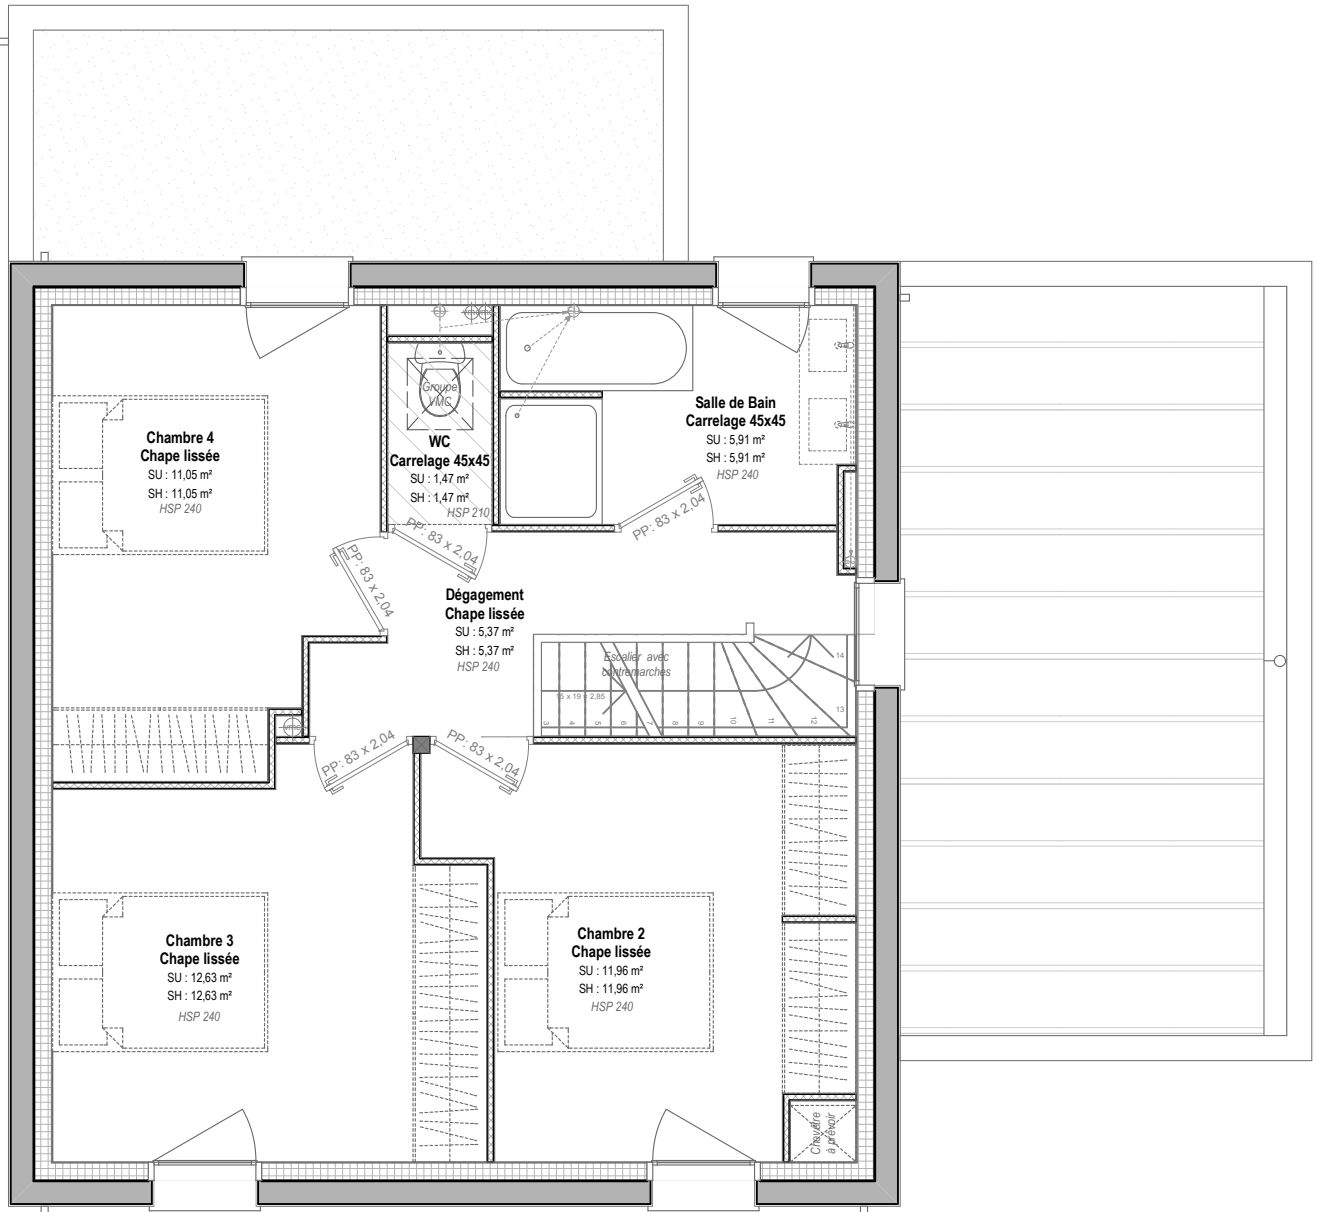 Chambre 4
Chape lissée
SU : 11,05 m²
SH : 11,05 m²
HSP 240
Groupe
VMC
WC
Carrelage 45x45
SU : 1,47 m²
SH : 1,47 m²
HSP 210
Salle de Bain
Carrelage 45x45
SU : 5,91 m²
SH : 5,91 m²
HSP 240
PP: 83 x 2,04
PP: 83 x 2,04
PP: 83 x 2,04
Dégagement
Chape lissée
SU : 5,37 m²
SH : 5,37 m²
HSP 240
Escalier avec
contremarches
15 x 19 = 2,85
3
4
5
6
7
8
9
10
11
12
13
14
PP: 83 x 2,04
PP: 83 x 2,04
Chambre 3
Chape lissée
SU : 12,63 m²
SH : 12,63 m²
HSP 240
Chambre 2
Chape lissée
SU : 11,96 m²
SH : 11,96 m²
HSP 240
Chevêtre
à prévoir